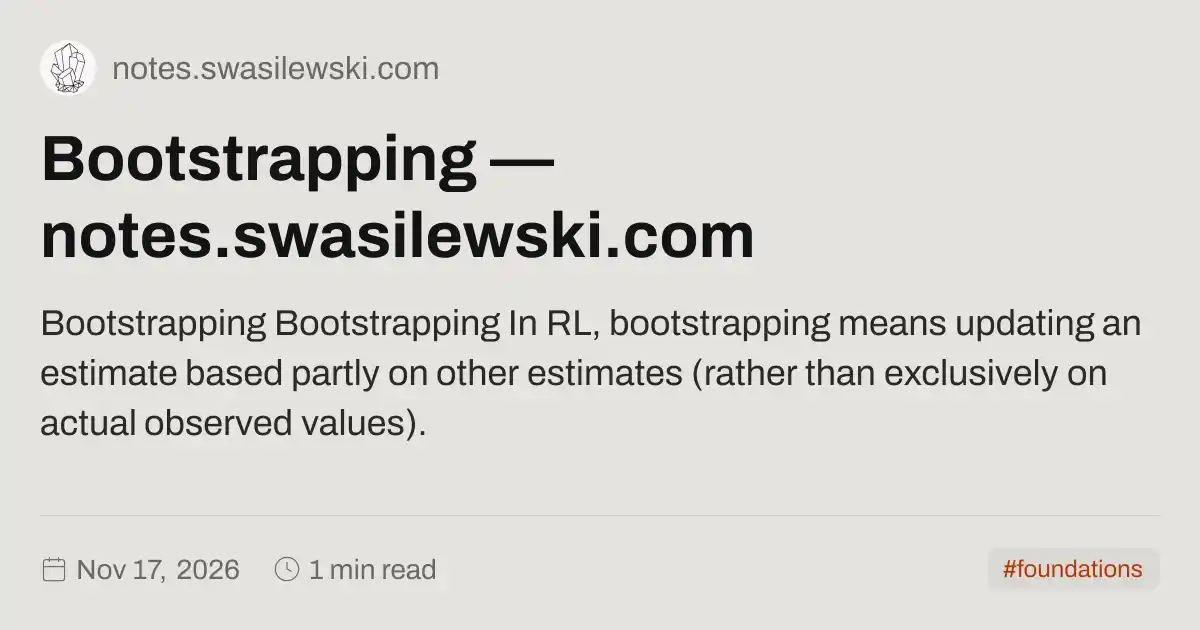 notes.swasilewski.com
Bootstrapping —
notes.swasilewski.com
Bootstrapping Bootstrapping In RL, bootstrapping means updating an
estimate based partly on other estimates (rather than exclusively on
actual observed values).
Nov 17, 2026
1 min read
#foundations